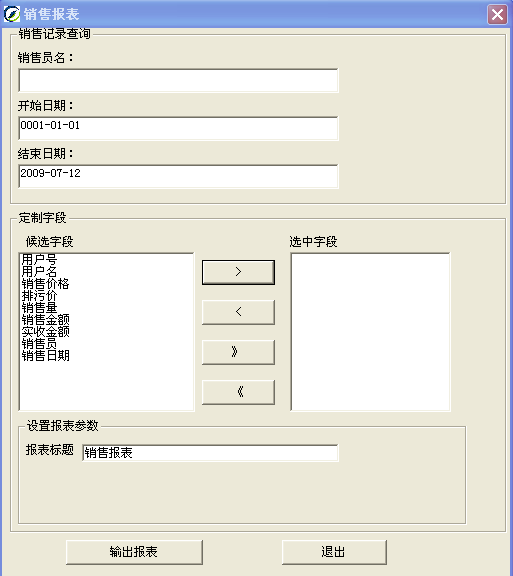 销售报表
销售记录查询
销售员名：
开始日期：
0001-01-01
结束日期：
2009-07-12
定制字段
候选字段
选中字段
用户号
用户名
销售价格
排污价
销售量
销售金额
实收金额
销售员
销售日期
>
<
》
《
设置报表参数
报表标题 销售报表
输出报表 退出